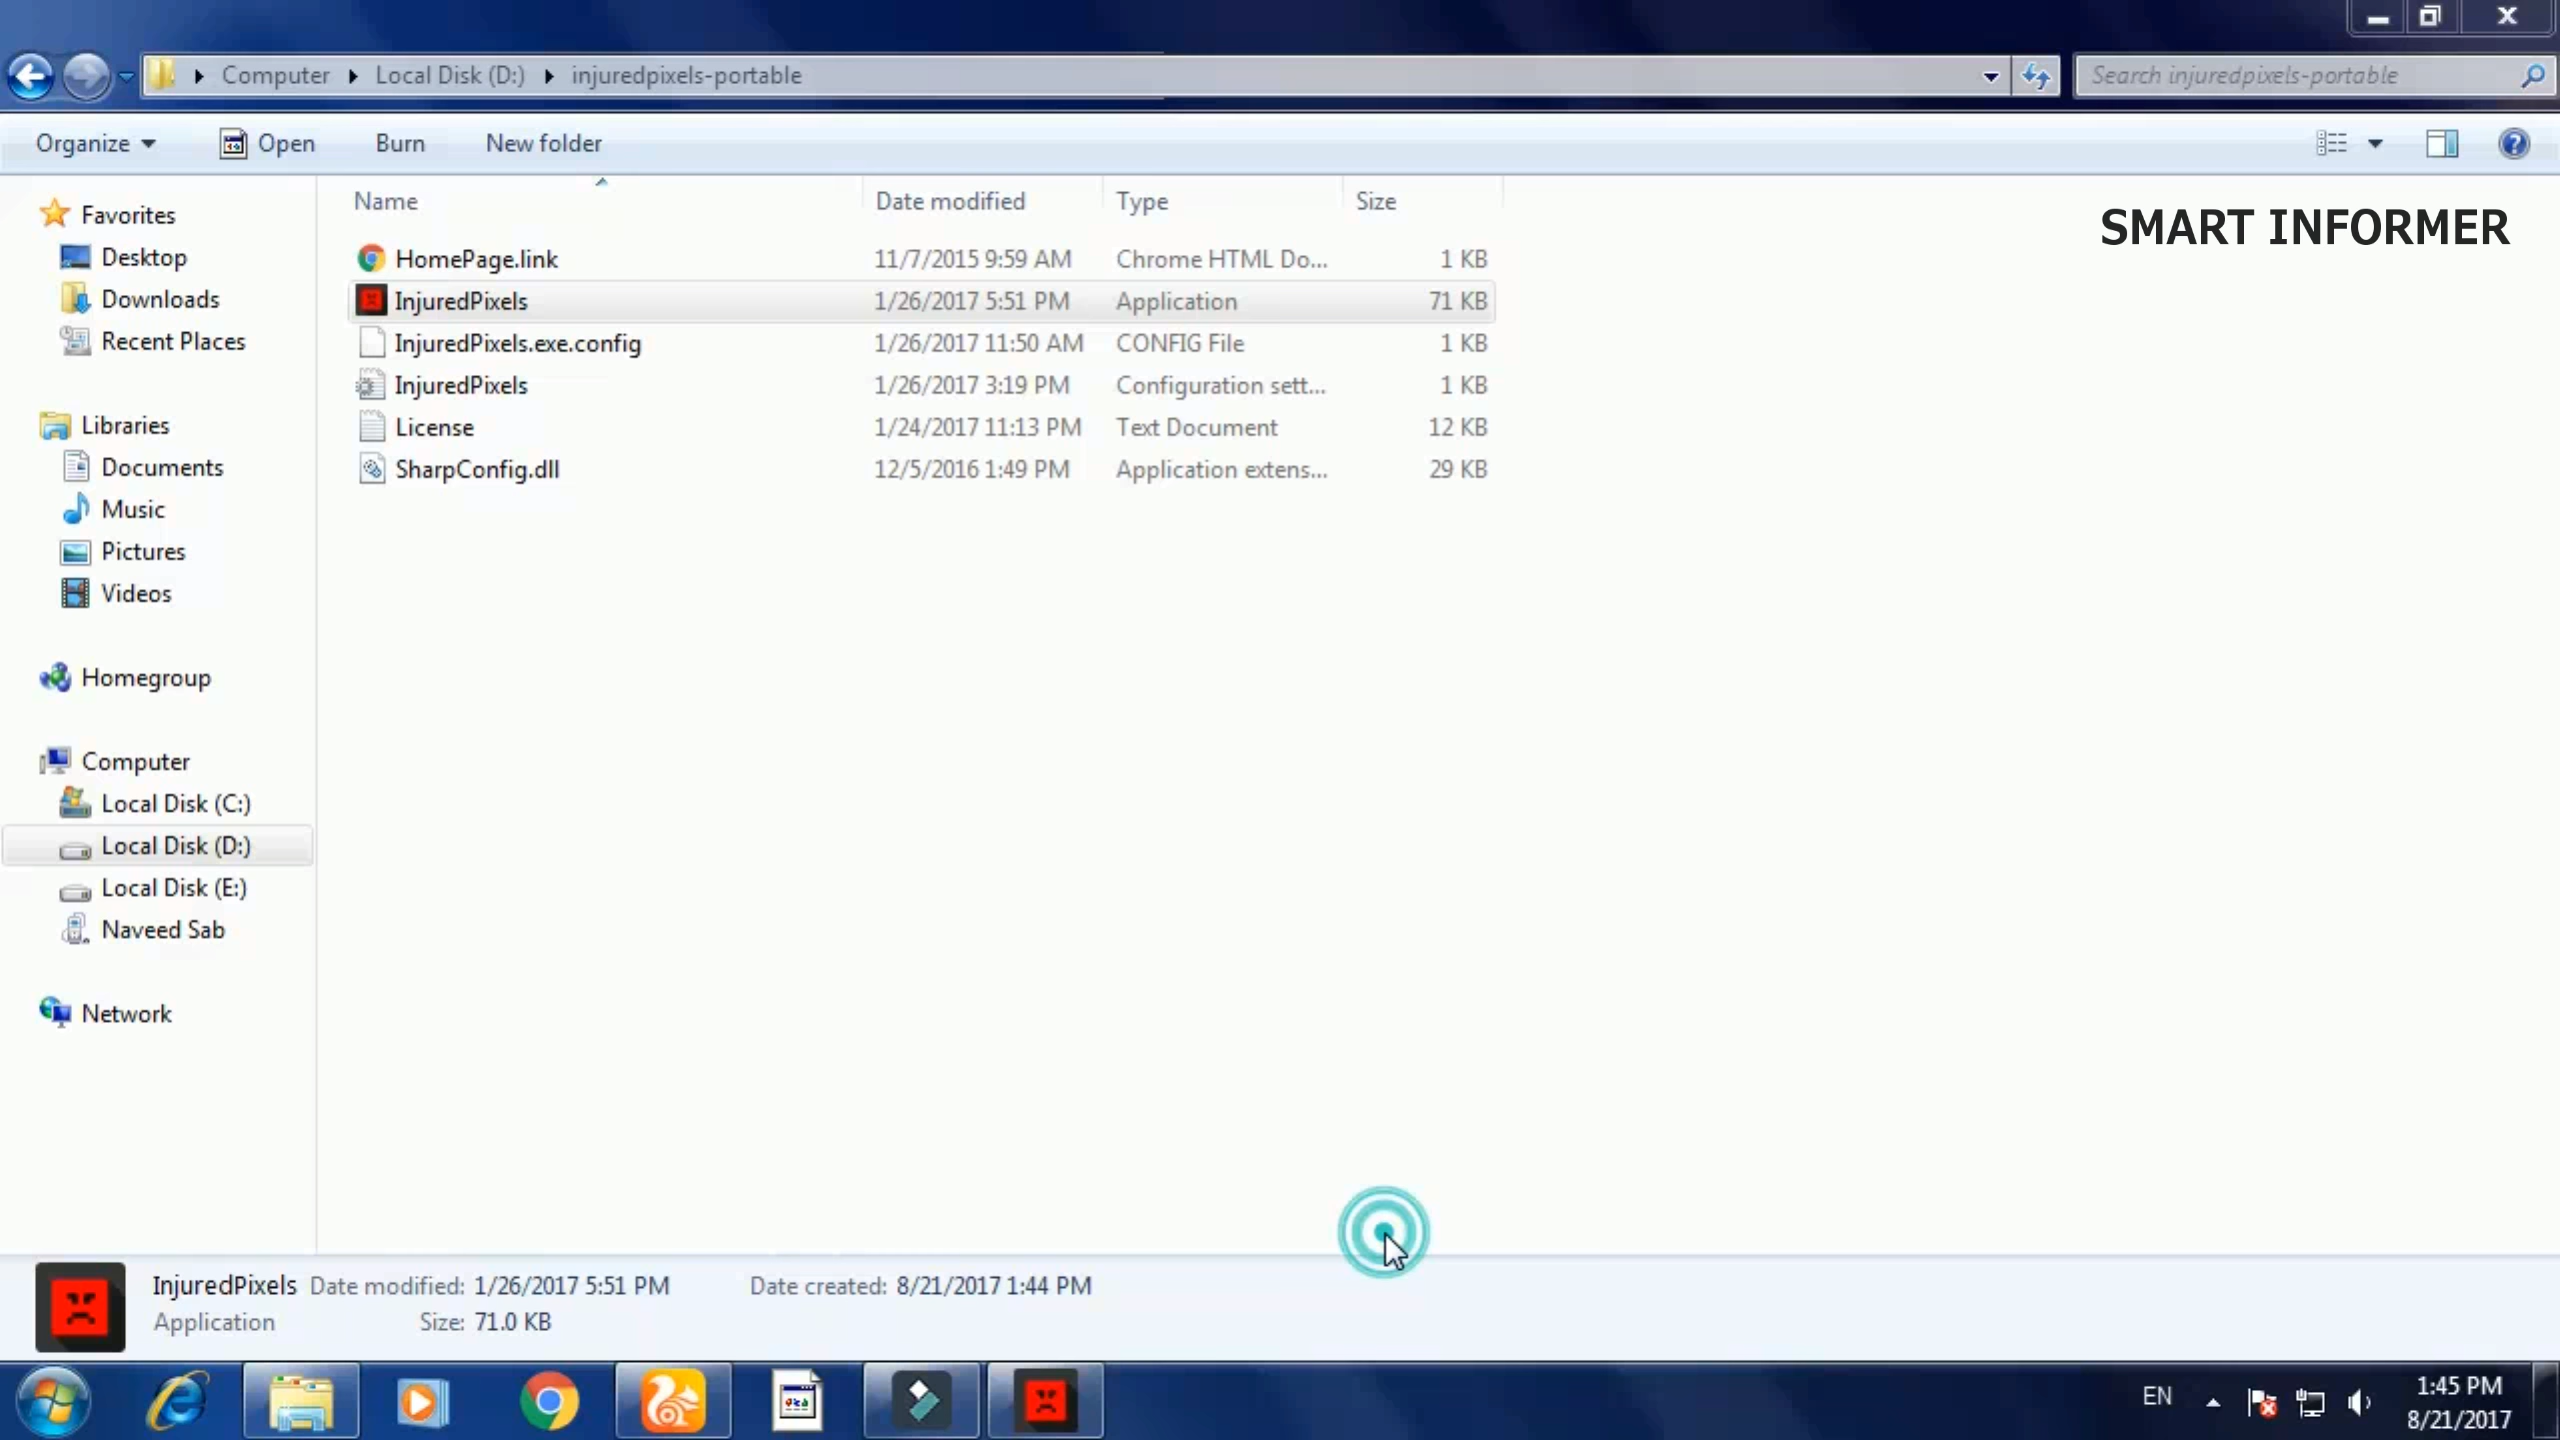 Computer Local Disk (D:) injuredpixels-portable Search injuredpixels-portable
Organize Open Burn New folder
Name Date modified Type Size
SMART INFORMER
Favorites
Desktop
Downloads
Recent Places
Libraries
Documents
Music
Pictures
Videos
Homegroup
Computer
Local Disk (C:)
Local Disk (D:)
Local Disk (E:)
Naveed Sab
Network
HomePage.link 11/7/2015 9:59 AM Chrome HTML Do... 1 KB
InjuredPixels 1/26/2017 5:51 PM Application 71 KB
InjuredPixels.exe.config 1/26/2017 11:50 AM CONFIG File 1 KB
InjuredPixels 1/26/2017 3:19 PM Configuration sett... 1 KB
License 1/24/2017 11:13 PM Text Document 12 KB
SharpConfig.dll 12/5/2016 1:49 PM Application extens... 29 KB
InjuredPixels Date modified: 1/26/2017 5:51 PM Date created: 8/21/2017 1:44 PM
Application Size: 71.0 KB
EN
1:45 PM
8/21/2017